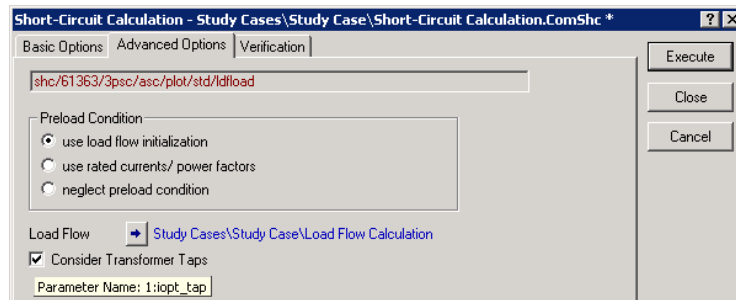 Short-Circuit Calculation - Study Cases\Study Case\Short-Circuit Calculation.ComShc *
Basic Options Advanced Options Verification
Execute
shc/61363/3psc/asc/plot/std/ldfload
Close
Preload Condition
Cancel
use load flow initialization
use rated currents/ power factors
neglect preload condition
Load Flow Study Cases\Study Case\Load Flow Calculation
Consider Transformer Taps
Parameter Name: 1:iopt_tap